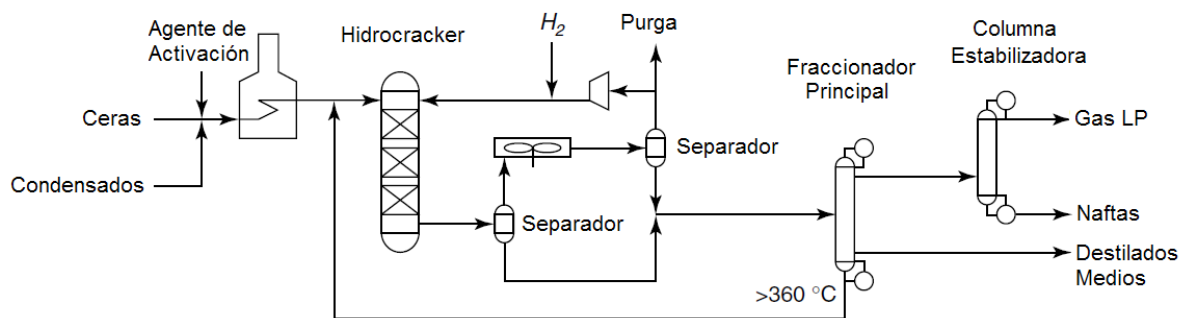 Agente de
Activación
Ceras
Condensados
Hidrocracker
H2
Purga
Separador
Separador
Fraccionador
Principal
>360 °C
Columna
Estabilizadora
Gas LP
Naftas
Destilados
Medios